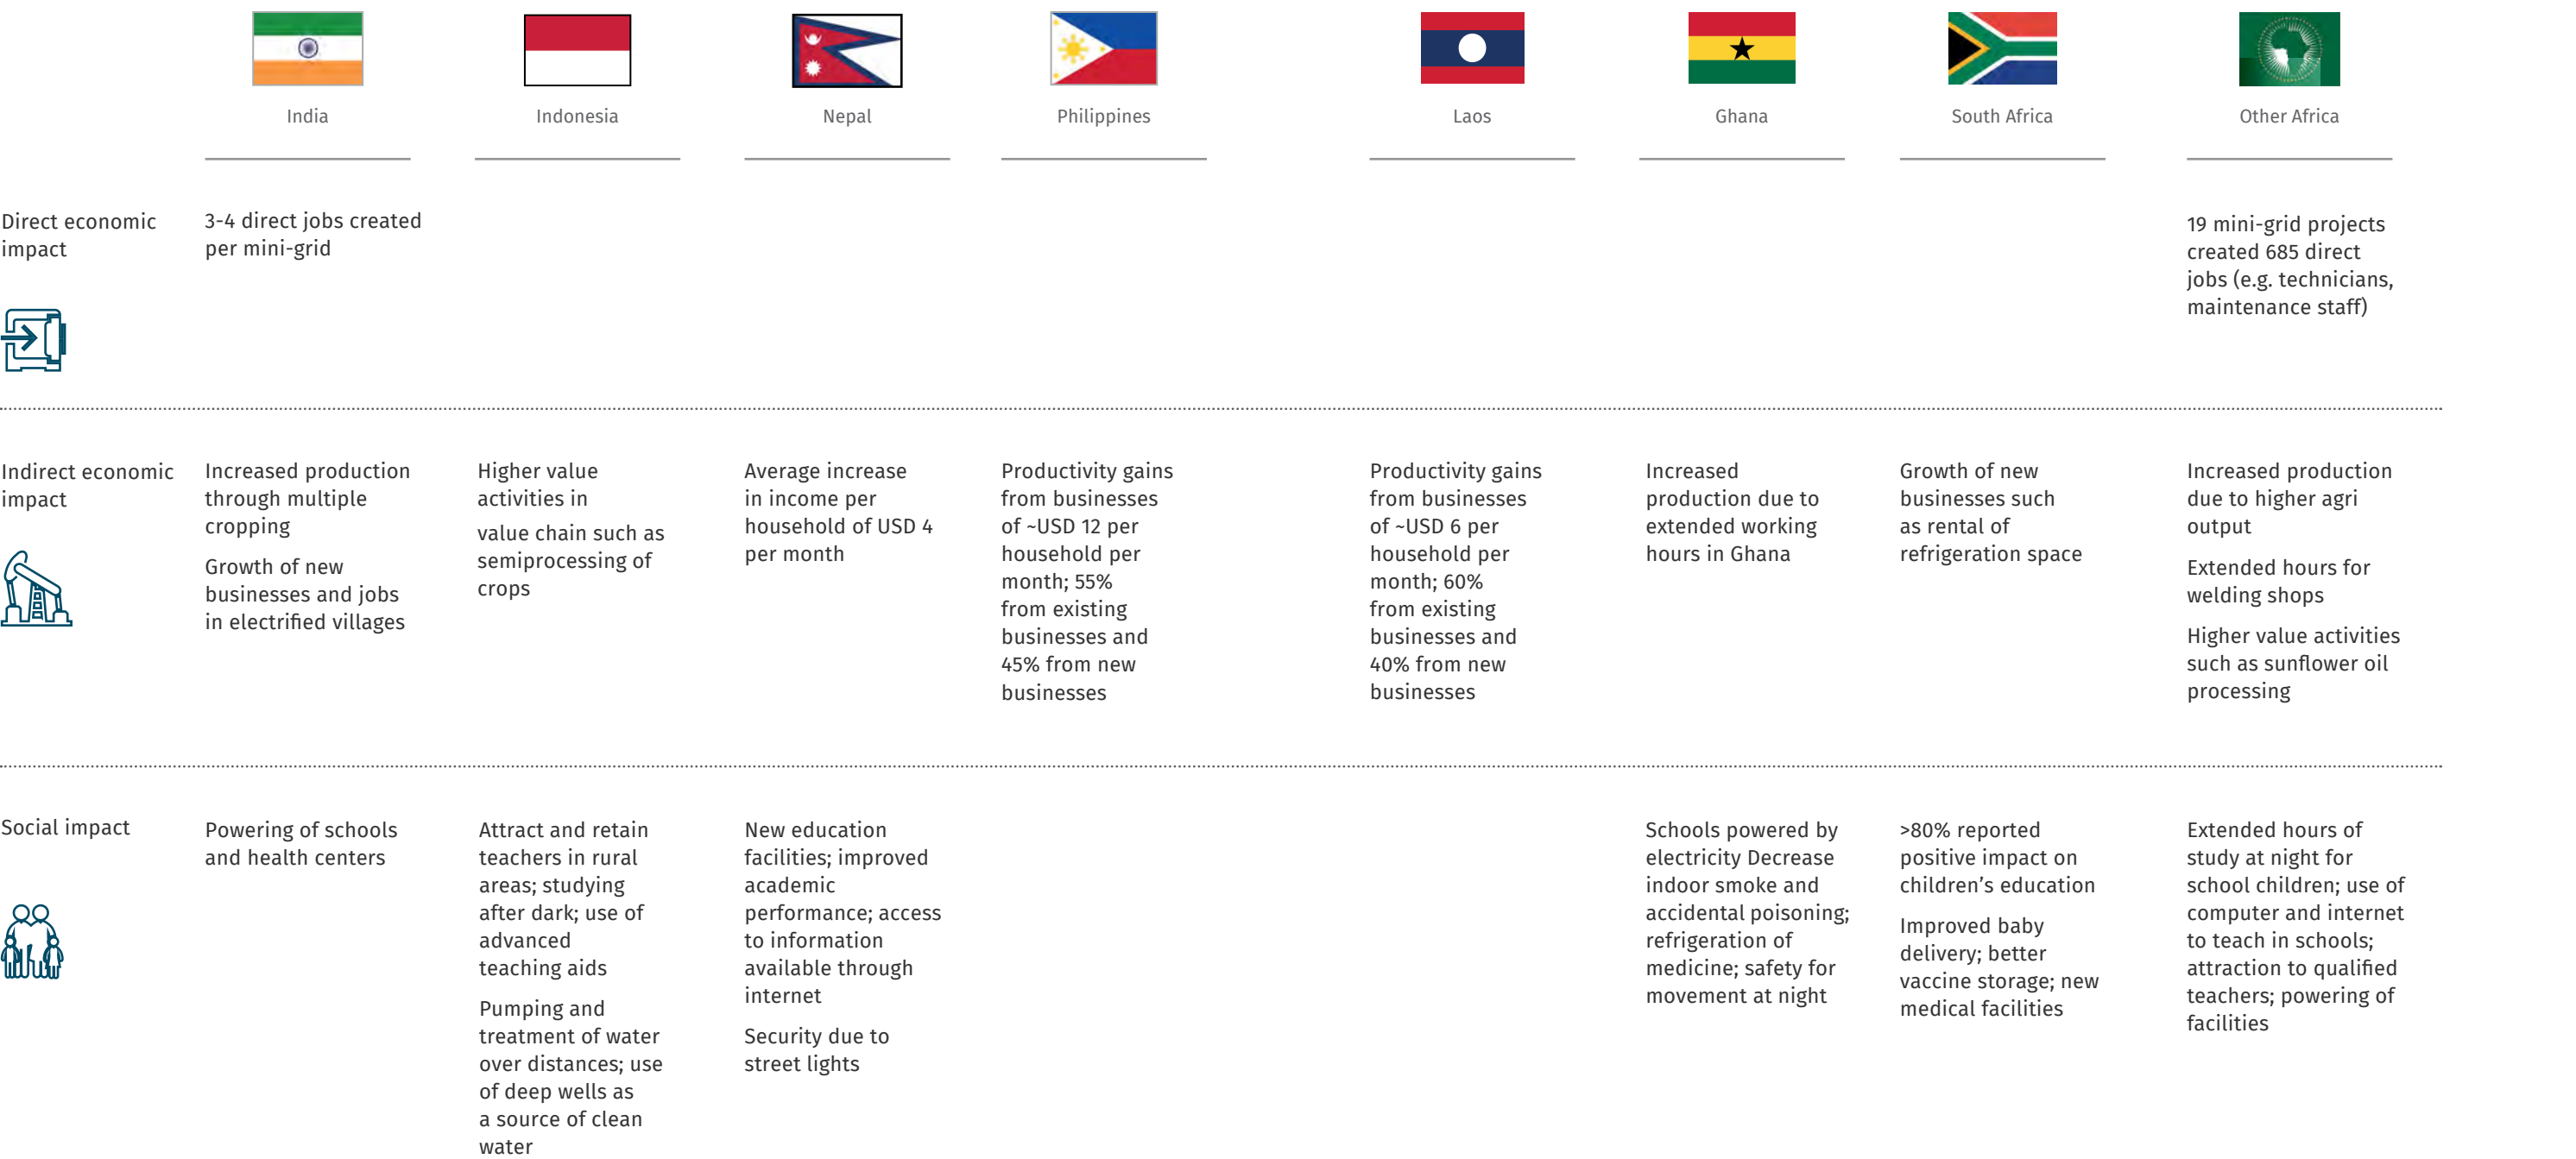 India
Indonesia
Nepal
Philippines
Laos
Ghana
South Africa
Other Africa
Direct economic
impact
3-4 direct jobs created
per mini-grid
19 mini-grid projects
created 685 direct
jobs (e.g. technicians,
maintenance staff)
Indirect economic
impact
Increased production
through multiple
cropping
Growth of new
businesses and jobs
in electrified villages
Higher value
activities in
value chain such as
semiprocessing of
crops
Average increase
in income per
household of USD 4
per month
Productivity gains
from businesses
of ~USD 12 per
household per
month; 55%
from existing
businesses and
45% from new
businesses
Productivity gains
from businesses
of ~USD 6 per
household per
month; 60%
from existing
businesses and
40% from new
businesses
Increased
production due to
extended working
hours in Ghana
Growth of new
businesses such
as rental of
refrigeration space
Increased production
due to higher agri
output
Extended hours for
welding shops
Higher value activities
such as sunflower oil
processing
Social impact
Powering of schools
and health centers
Attract and retain
teachers in rural
areas; studying
after dark; use of
advanced
teaching aids
Pumping and
treatment of water
over distances; use
of deep wells as
a source of clean
water
New education
facilities; improved
academic
performance; access
to information
available through
internet
Security due to
street lights
Schools powered by
electricity Decrease
indoor smoke and
accidental poisoning;
refrigeration of
medicine; safety for
movement at night
>80% reported
positive impact on
children’s education
Improved baby
delivery; better
vaccine storage; new
medical facilities
Extended hours of
study at night for
school children; use of
computer and internet
to teach in schools;
attraction to qualified
teachers; powering of
facilities